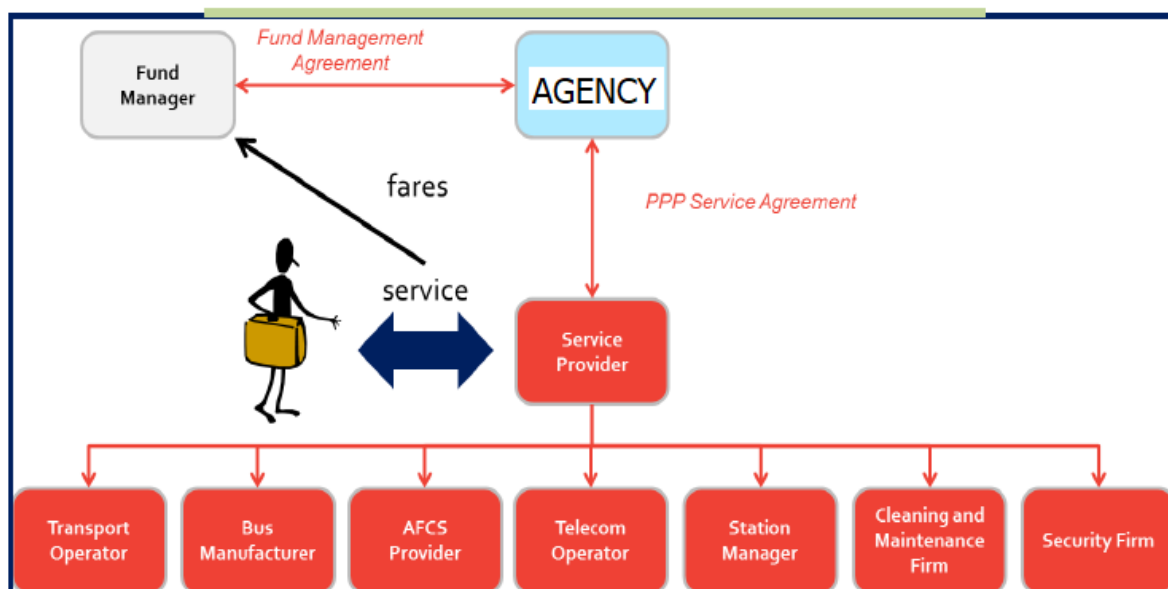 Fund Management
Agreement
Fund
Manager
AGENCY
fares
PPP Service Agreement
service
Service
Provider
Transport
Operator
Bus
Manufacturer
AFCS
Provider
Telecom
Operator
Station
Manager
Cleaning and
Maintenance
Firm
Security Firm